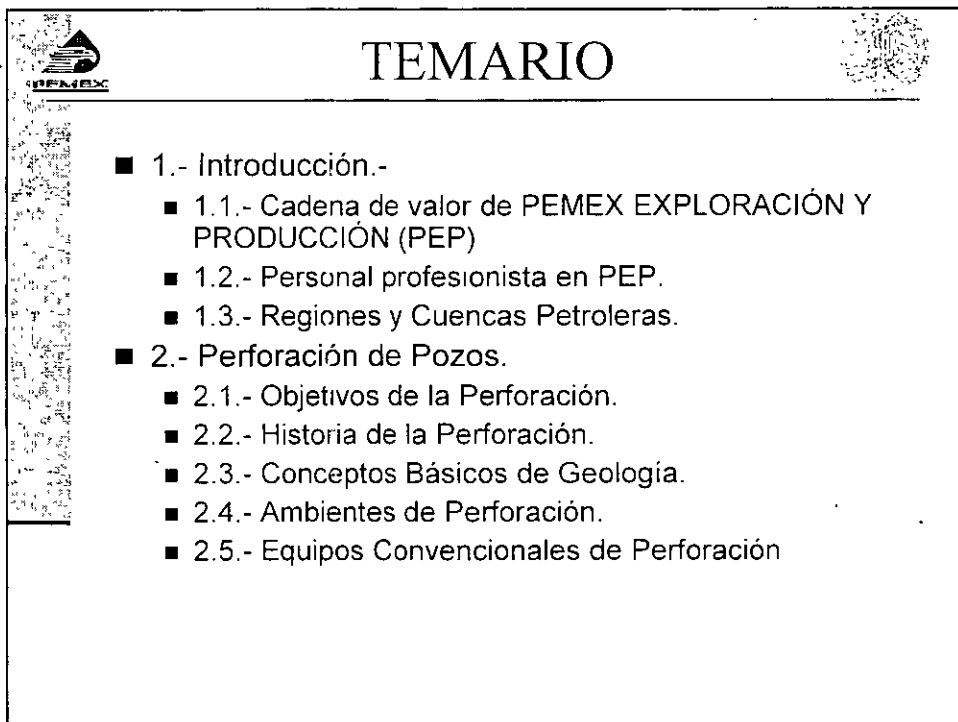 PEMEX
TEMARIO
■ 1.- Introducción.-
■ 1.1.- Cadena de valor de PEMEX EXPLORACIÓN Y
PRODUCCIÓN (PEP)
■ 1.2.- Personal profesionista en PEP.
■ 1.3.- Regiones y Cuencas Petroleras.
■ 2.- Perforación de Pozos.
■ 2.1.- Objetivos de la Perforación.
■ 2.2.- Historia de la Perforación.
■ 2.3.- Conceptos Básicos de Geología.
■ 2.4.- Ambientes de Perforación.
■ 2.5.- Equipos Convencionales de Perforación